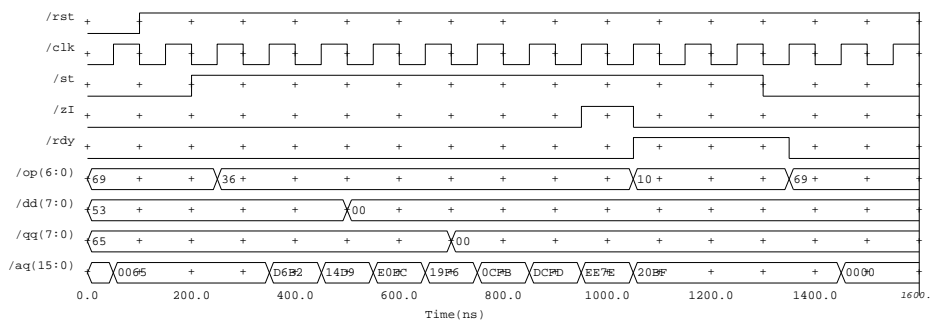 /rst
/clk
/st
/zI
/rdy
/op(6:0) 69 36 10 69
/dd(7:0) 53 00
/qq(7:0) 65 00
/aq(15:0) 0065 D6B2 14D9 E0BC 19F6 0CFB DCFD EE7E 20BF 0000
0.0 200.0 400.0 600.0 800.0 1000.0 1200.0 1400.0 1600.
Time(ns)